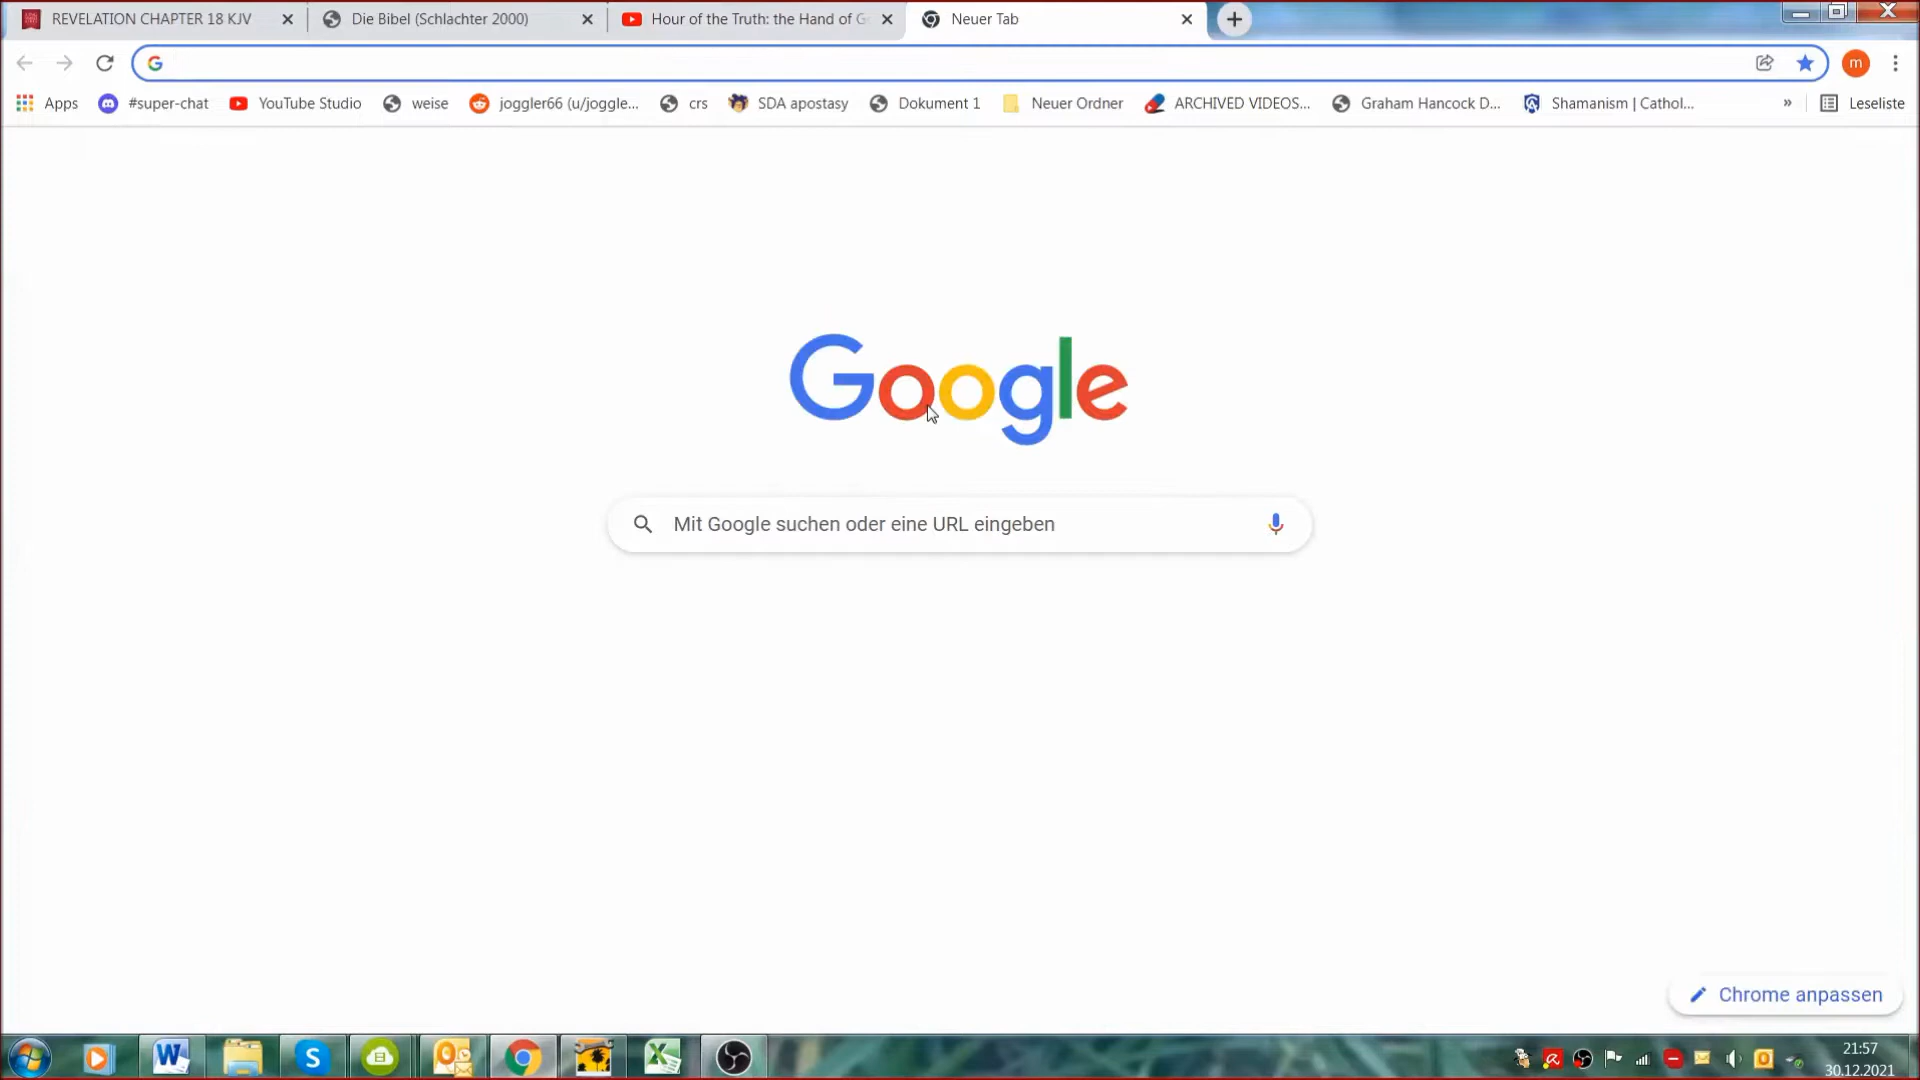 REVELATION CHAPTER 18 KJV
Die Bibel (Schlachter 2000)
Hour of the Truth: the Hand of G
Neuer Tab
m
Apps
#super-chat
YouTube Studio
weise
joggler66 (u/joggle...
crs
SDA apostasy
Dokument 1
Neuer Ordner
ARCHIVED VIDEOS...
Graham Hancock D...
Shamanism | Cathol...
»
Leseliste
Google
Mit Google suchen oder eine URL eingeben
Chrome anpassen
21:57
30.12.2021